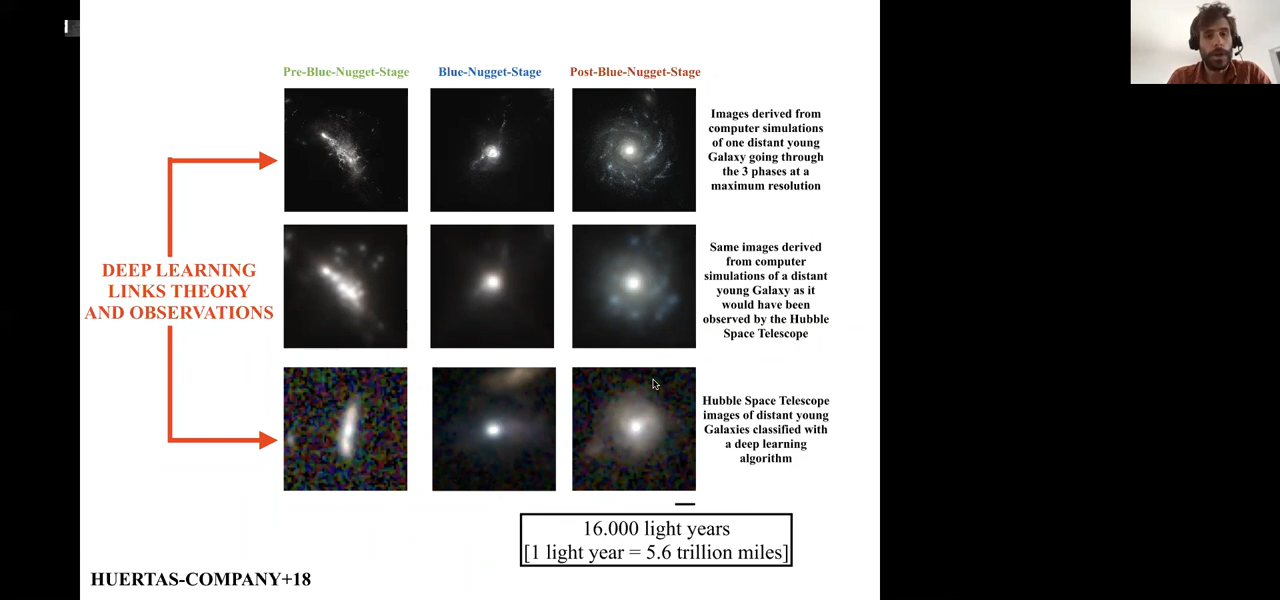 Pre-Blue-Nugget-Stage
Blue-Nugget-Stage
Post-Blue-Nugget-Stage
Images derived from
computer simulations
of one distant young
Galaxy going through
the 3 phases at a
maximum resolution
DEEP LEARNING
LINKS THEORY
AND OBSERVATIONS
Same images derived
from computer
simulations of a distant
young Galaxy as it
would have been
observed by the Hubble
Space Telescope
Hubble Space Telescope
images of distant young
Galaxies classified with
a deep learning
algorithm
16.000 light years
[1 light year = 5.6 trillion miles]
HUERTAS-COMPANY+18